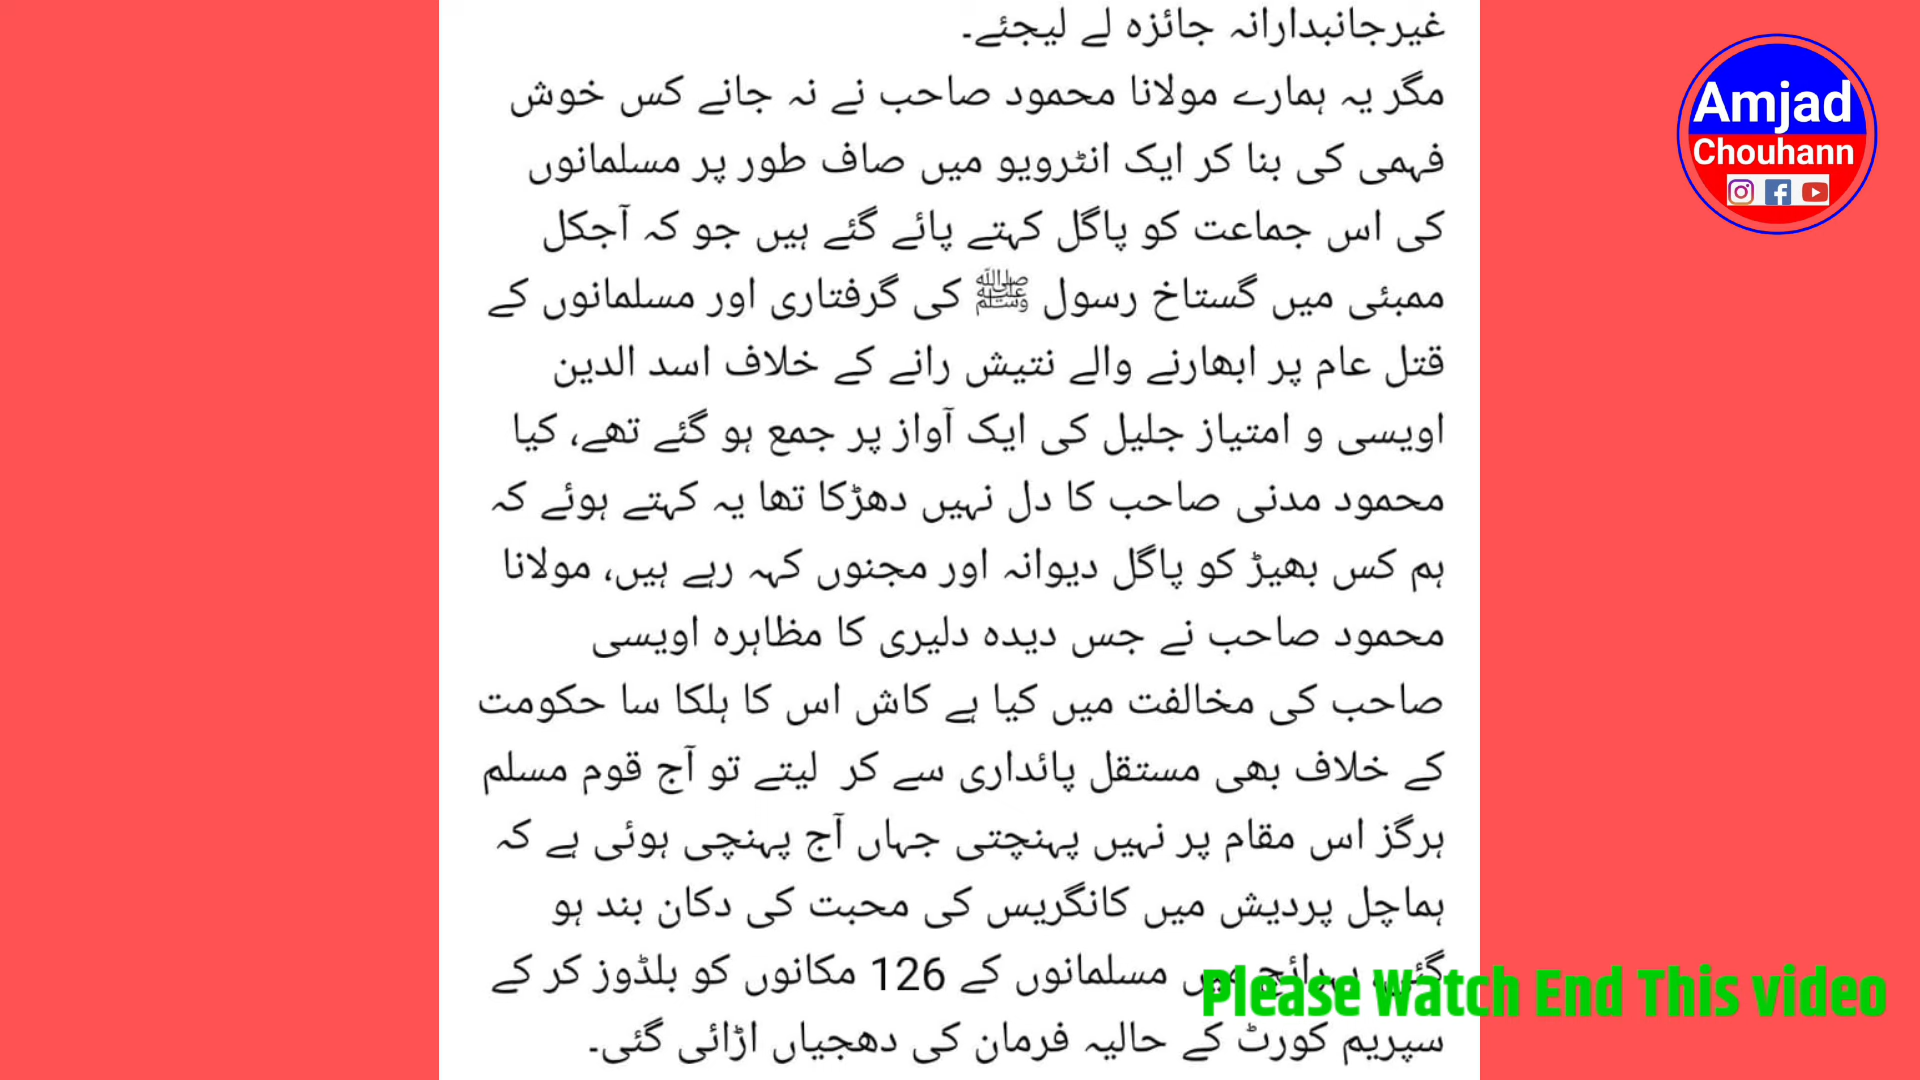 غیرجانبدارانہ جائزہ لے لیجئے۔
مگر یہ ہمارے مولانا محمود صاحب نے نہ جانے کس خوش
فہمی کی بنا کر ایک انٹرویو میں صاف طور پر مسلمانوں
کی اس جماعت کو پاگل کہتے پائے گئے ہیں جو کہ آجکل
ممبئی میں گستاخ رسول ﷺ کی گرفتاری اور مسلمانوں کے
قتل عام پر ابھارنے والے نتیش رانے کے خلاف اسد الدین
اویسی و امتیاز جلیل کی ایک آواز پر جمع ہو گئے تھے، کیا
محمود مدنی صاحب کا دل نہیں دھڑکا تھا یہ کہتے ہوئے کہ
ہم کس بھیڑ کو پاگل دیوانہ اور مجنوں کہہ رہے ہیں، مولانا
محمود صاحب نے جس دیدہ دلیری کا مظاہرہ اویسی
صاحب کی مخالفت میں کیا ہے کاش اس کا ہلکا سا حکومت
کے خلاف بھی مستقل پائداری سے کر لیتے تو آج قوم مسلم
ہرگز اس مقام پر نہیں پہنچتی جہاں آج پہنچی ہوئی ہے کہ
ہماچل پردیش میں کانگریس کی محبت کی دکان بند ہو
مسلمانوں کے 126 مکانوں کو بلڈوز کر کے
سپریم کورٹ کے حالیہ فرمان کی دھجیاں اڑائی گئی۔
Amjad
Chouhann
Please Watch End This video